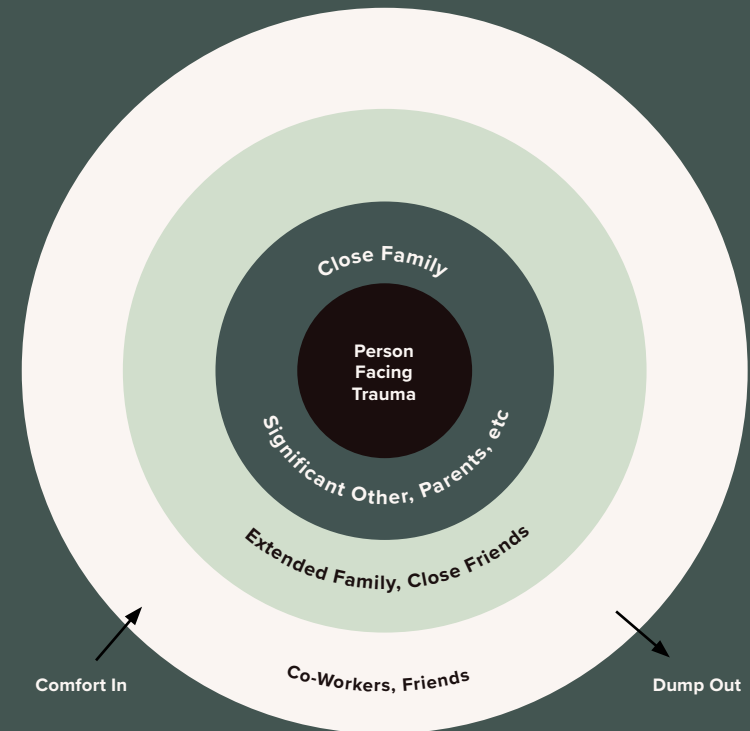 Close Family
Person
Facing
Trauma
Significant Other, Parents, etc
Extended Family, Close Friends
Co-Workers, Friends
Comfort In
Dump Out